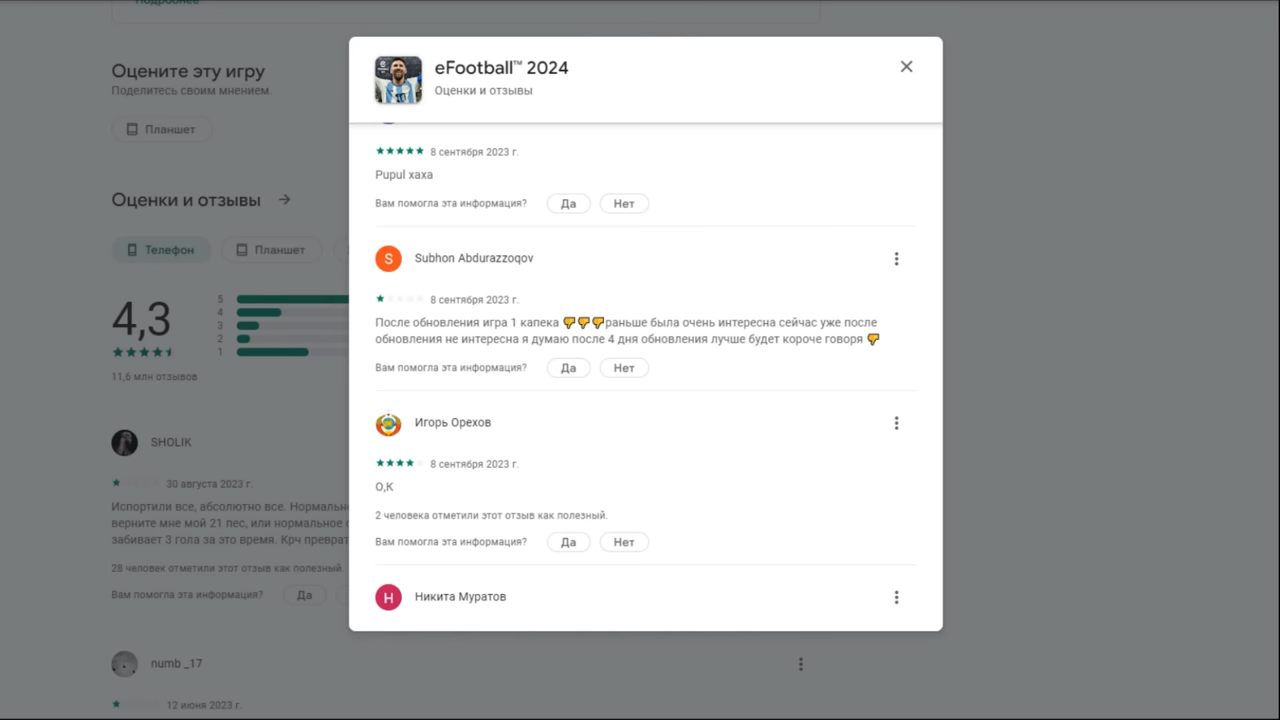 Подробнее
Оцените эту игру
Поделитесь своим мнением.
Планшет
Оценки и отзывы
Телефон
Планшет
4,3
5
4
3
2
1
11,6 млн отзывов
SHOLIK
30 августа 2023 г.
Испортили все, абсолютно все. Нормально
верните мне мой 21 пес, или нормальное
забивает 3 гола за это время. Крч преврат
28 человек отметили этот отзыв как полезный.
Вам помогла эта информация?
Да
numb _17
12 июня 2023 г.
eFootball™ 2024
Оценки и отзывы
8 сентября 2023 г.
Pupul xaxa
Вам помогла эта информация?
Да
Нет
S
Subhon Abdurazzoqov
8 сентября 2023 г.
После обновления игра 1 капека 👎👎👎раньше была очень интересна сейчас уже после
обновления не интересна я думаю после 4 дня обновления лучше будет короче говоря 👎
Вам помогла эта информация?
Да
Нет
Игорь Орехов
8 сентября 2023 г.
О,К
2 человека отметили этот отзыв как полезный.
Вам помогла эта информация?
Да
Нет
Н
Никита Муратов